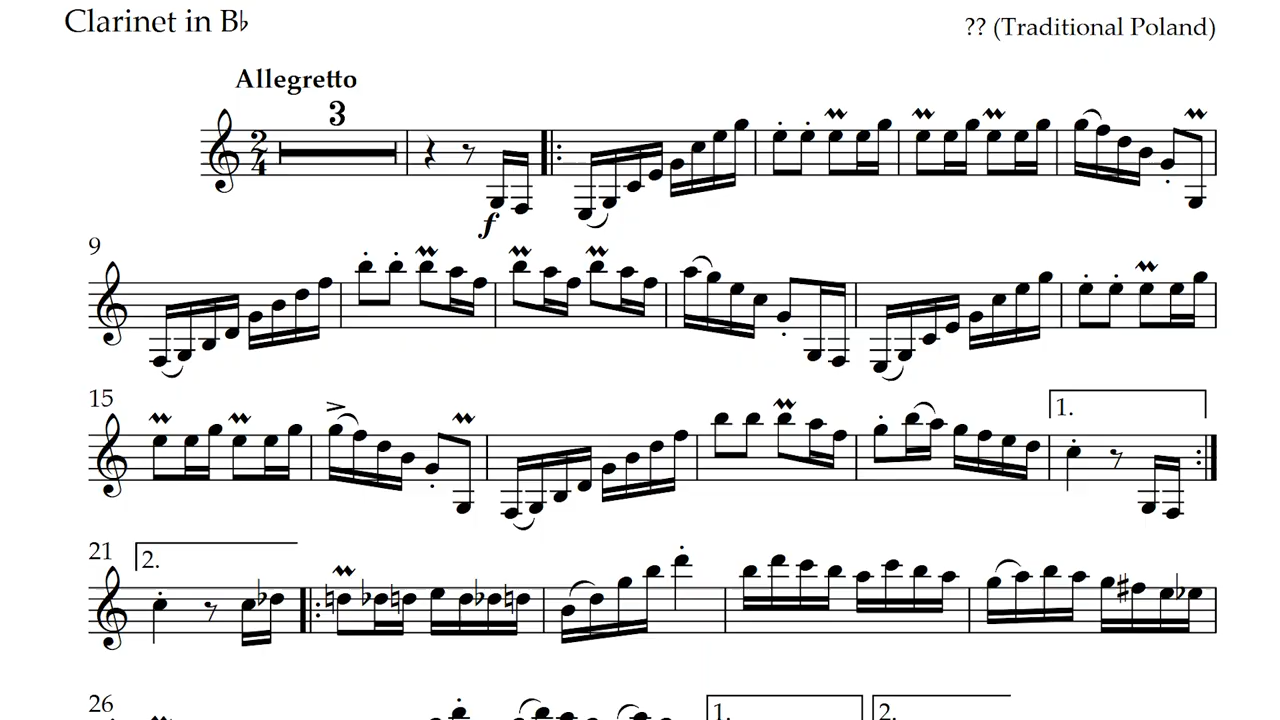 Clarinet in B♭
?? (Traditional Poland)
Allegretto
3
2
4
f
9
15
1.
21
2.
26
1.
2.